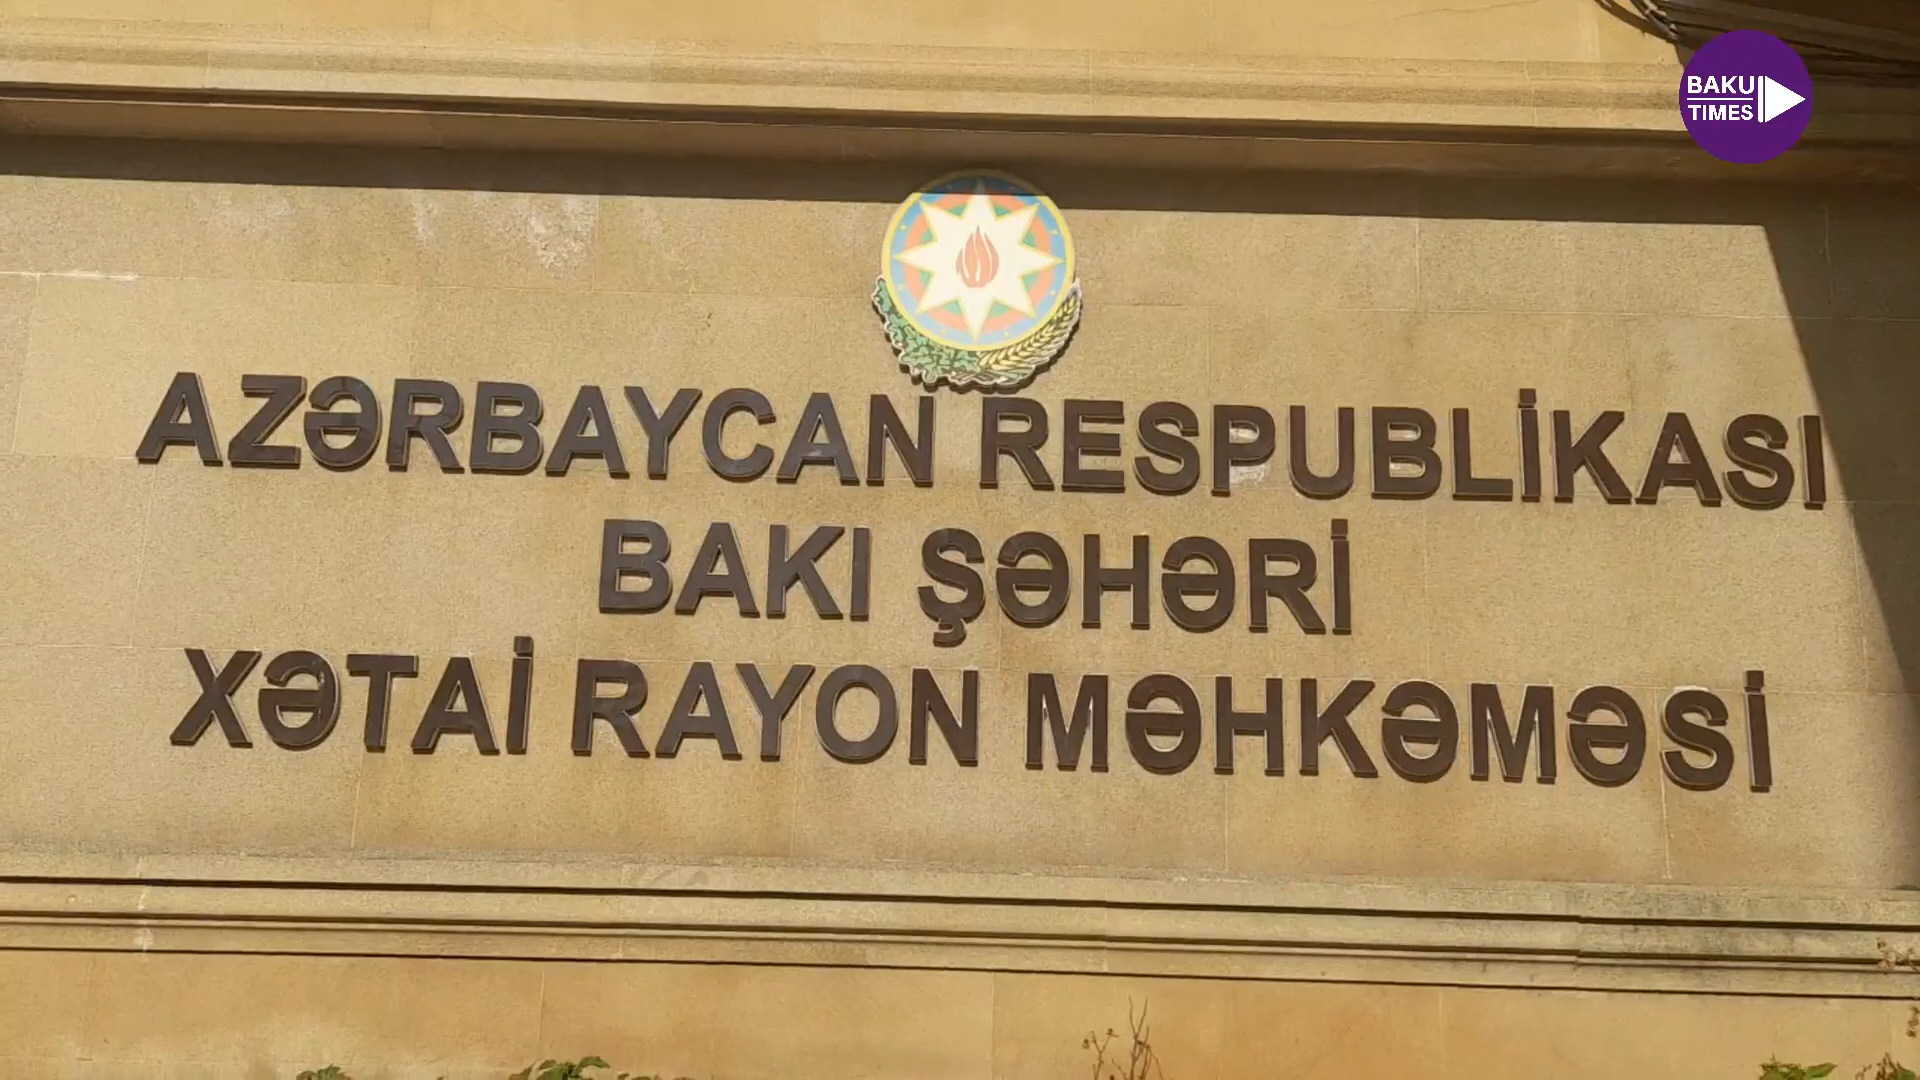 BAKU
TIMES
AZƏRBAYCAN RESPUBLİKASI
BAKI ŞƏHƏRİ
XƏTAİ RAYON MƏHKƏMƏSİ